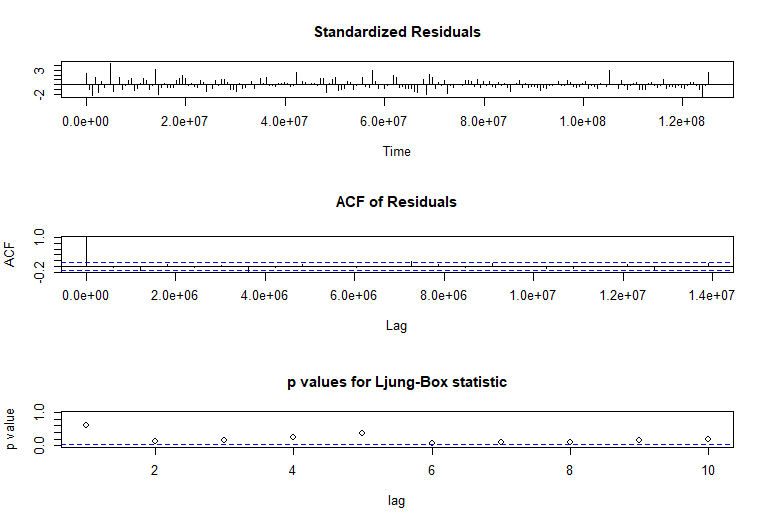 Standardized Residuals
3
-2
0.0e+00 2.0e+07 4.0e+07 6.0e+07 8.0e+07 1.0e+08 1.2e+08
Time
ACF of Residuals
ACF
1.0
-0.2
0.0e+00 2.0e+06 4.0e+06 6.0e+06 8.0e+06 1.0e+07 1.2e+07 1.4e+07
Lag
p values for Ljung-Box statistic
p value
1.0
0.0
2 4 6 8 10
lag